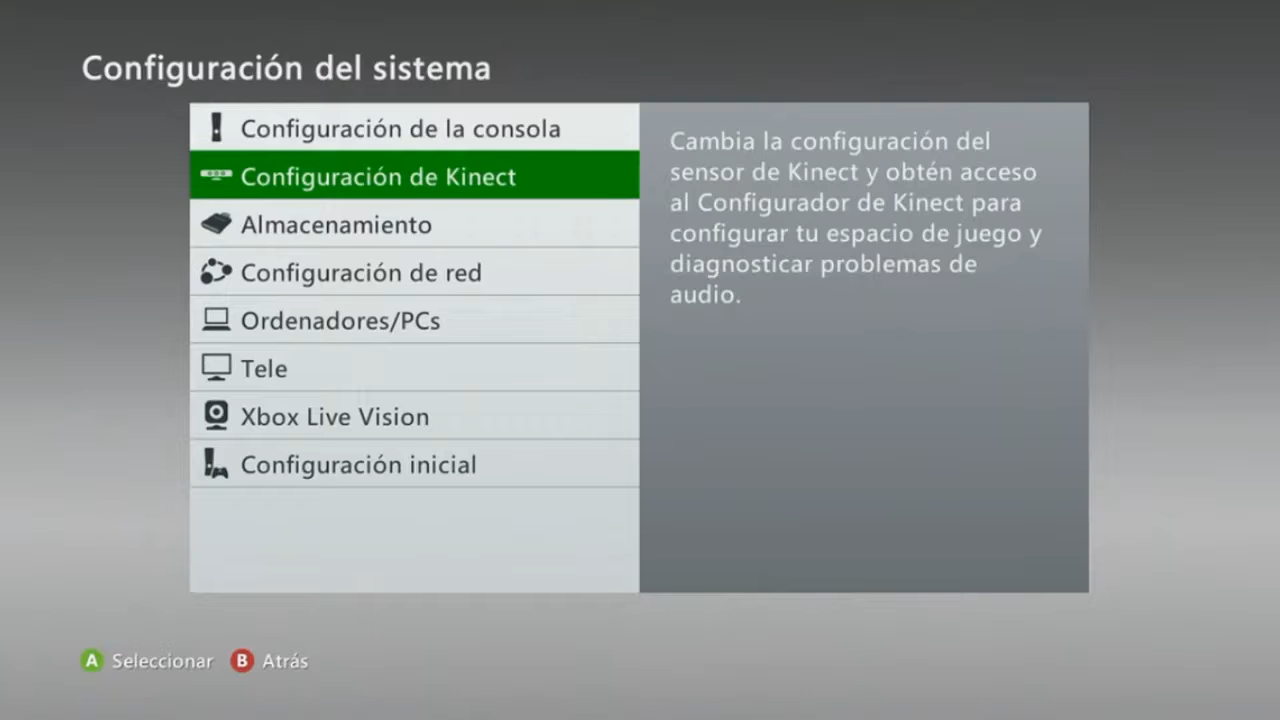 Configuración del sistema
Configuración de la consola
Configuración de Kinect
Almacenamiento
Configuración de red
Ordenadores/PCs
Tele
Xbox Live Vision
Configuración inicial
Cambia la configuración del
sensor de Kinect y obtén acceso
al Configurador de Kinect para
configurar tu espacio de juego y
diagnosticar problemas de
audio.
A Seleccionar B Atrás